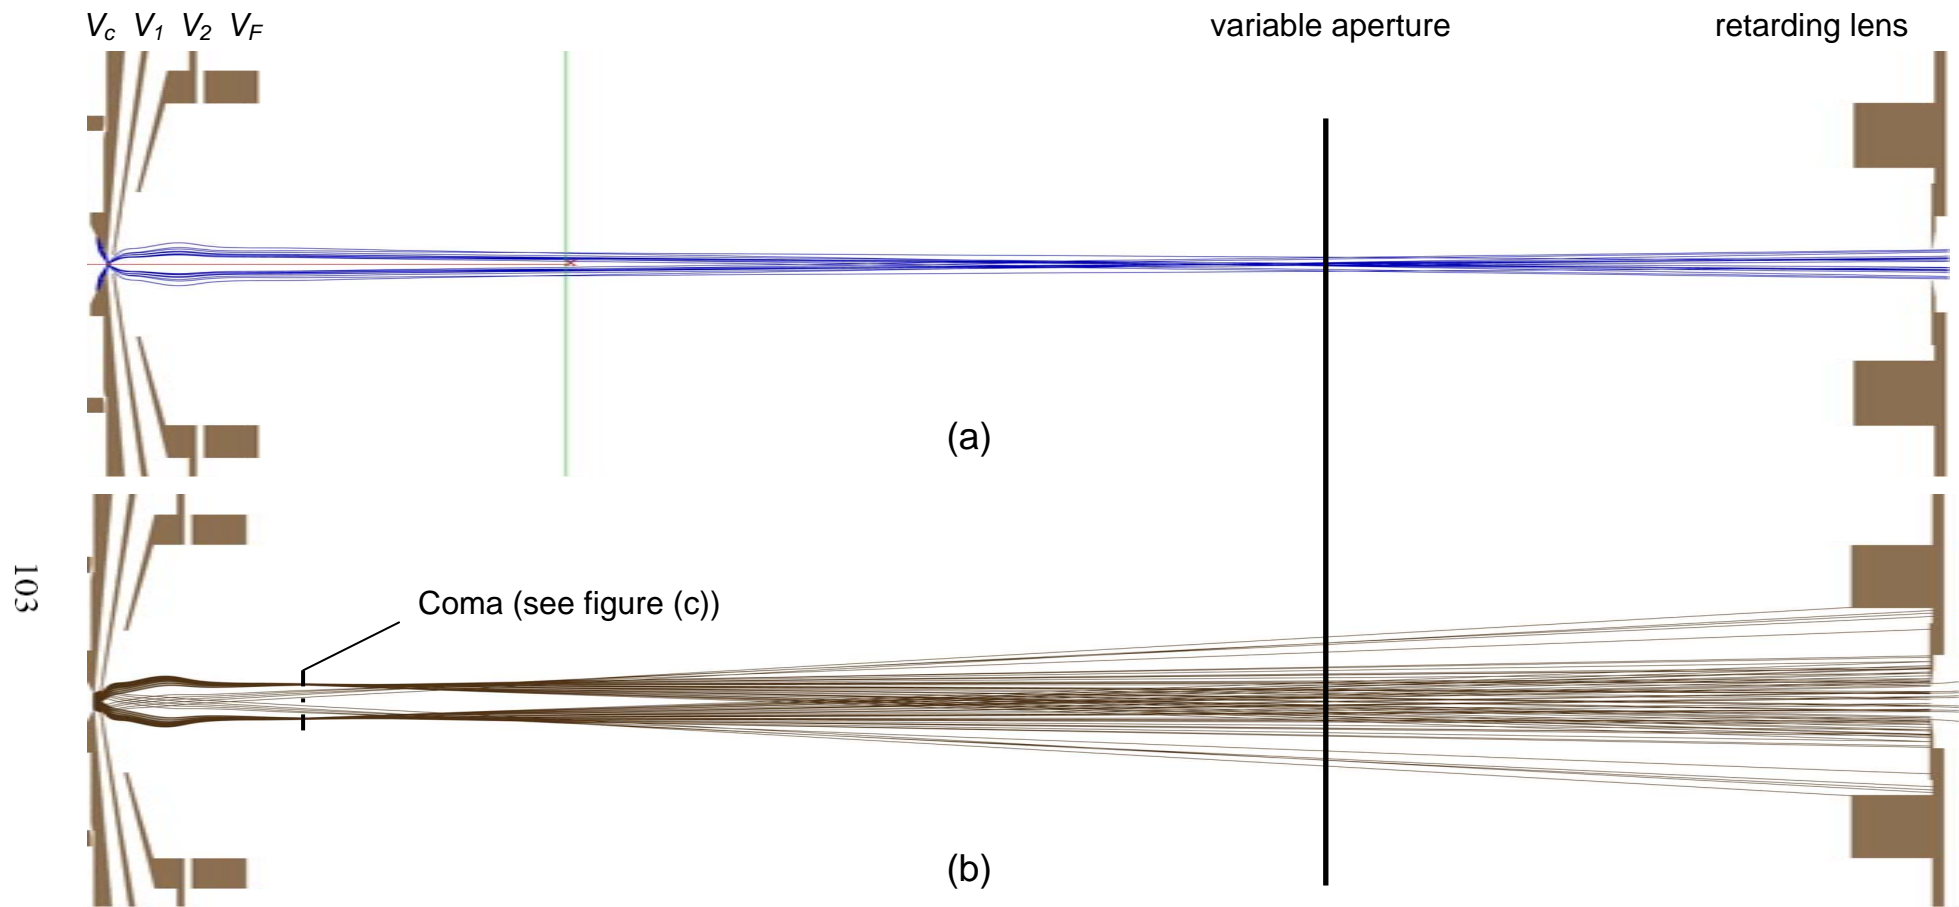 Vc V1 V2 VF variable aperture retarding lens
(a)
Coma (see figure (c))
103
(b)